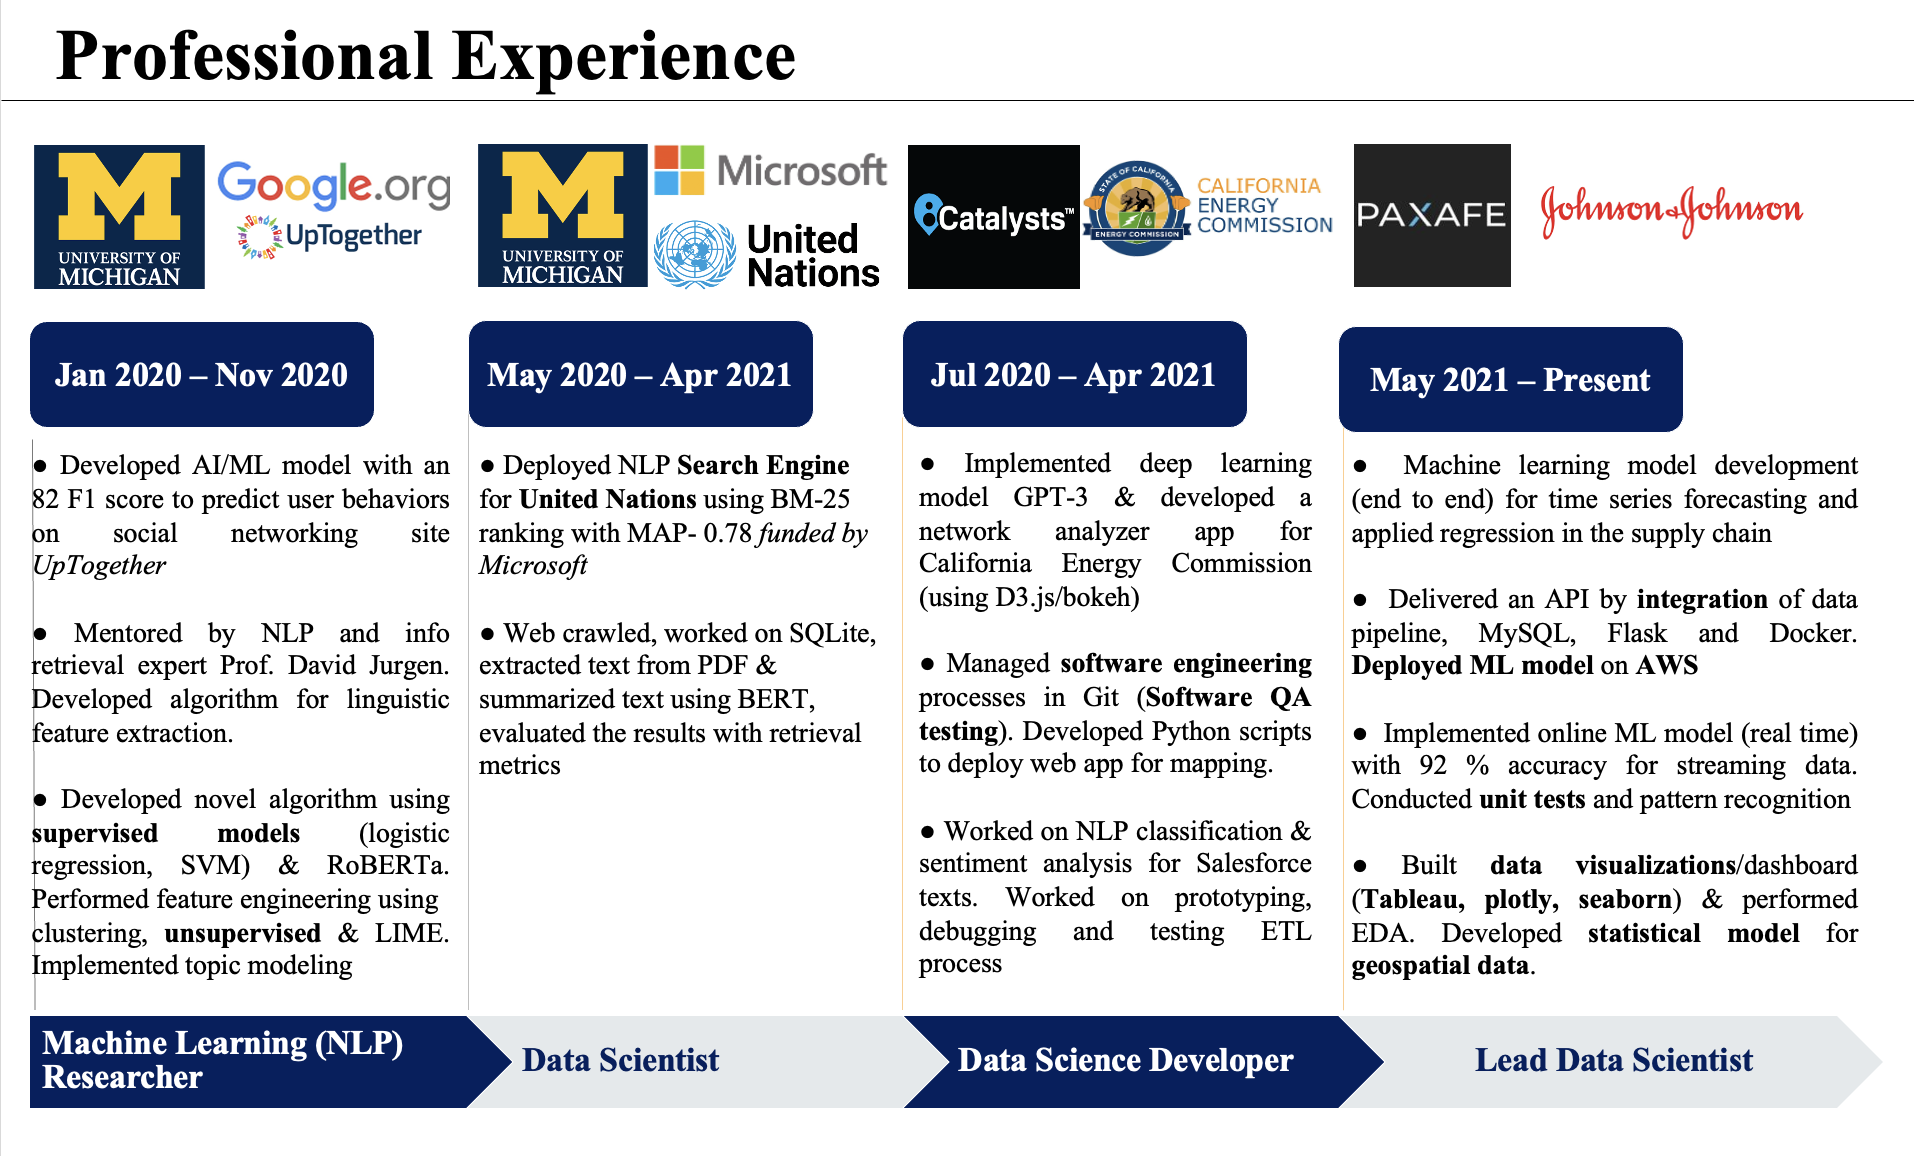 Professional Experience
M
UNIVERSITY OF
MICHIGAN
Google.org
UpTogether
M
UNIVERSITY OF
MICHIGAN
Microsoft
United
Nations
Catalysts™
STATE OF CALIFORNIA
ENERGY COMMISSION
CALIFORNIA
ENERGY
COMMISSION
PAXAFE
Johnson & Johnson
Jan 2020 – Nov 2020
● Developed AI/ML model with an
82 F1 score to predict user behaviors
on social networking site
UpTogether
● Mentored by NLP and info
retrieval expert Prof. David Jurgen.
Developed algorithm for linguistic
feature extraction.
● Developed novel algorithm using
supervised models (logistic
regression, SVM) & RoBERTa.
Performed feature engineering using
clustering, unsupervised & LIME.
Implemented topic modeling
Machine Learning (NLP)
Researcher
May 2020 – Apr 2021
● Deployed NLP Search Engine
for United Nations using BM-25
ranking with MAP- 0.78 funded by
Microsoft
● Web crawled, worked on SQLite,
extracted text from PDF &
summarized text using BERT,
evaluated the results with retrieval
metrics
Data Scientist
Jul 2020 – Apr 2021
● Implemented deep learning
model GPT-3 & developed a
network analyzer app for
California Energy Commission
(using D3.js/bokeh)
● Managed software engineering
processes in Git (Software QA
testing). Developed Python scripts
to deploy web app for mapping.
● Worked on NLP classification &
sentiment analysis for Salesforce
texts. Worked on prototyping,
debugging and testing ETL
process
Data Science Developer
May 2021 – Present
● Machine learning model development
(end to end) for time series forecasting and
applied regression in the supply chain
● Delivered an API by integration of data
pipeline, MySQL, Flask and Docker.
Deployed ML model on AWS
● Implemented online ML model (real time)
with 92 % accuracy for streaming data.
Conducted unit tests and pattern recognition
● Built data visualizations/dashboard
(Tableau, plotly, seaborn) & performed
EDA. Developed statistical model for
geospatial data.
Lead Data Scientist